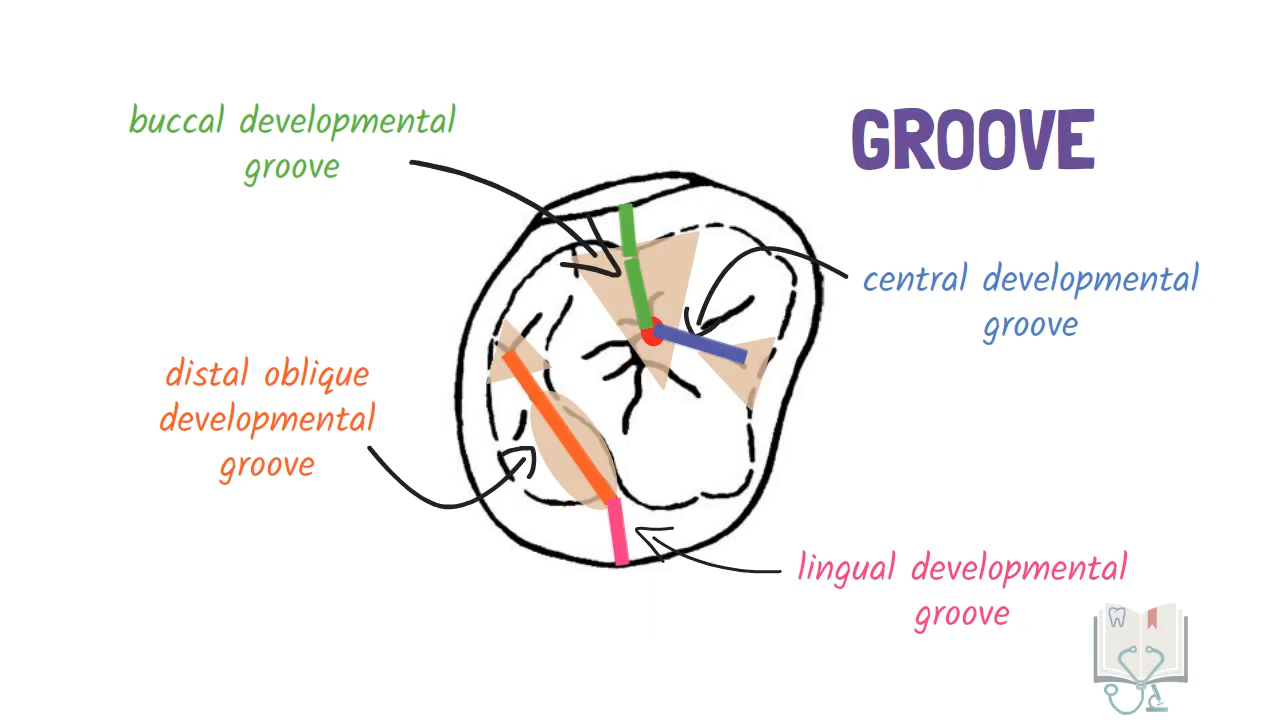 GROOVE
buccal developmental
groove
central developmental
groove
distal oblique
developmental
groove
lingual developmental
groove